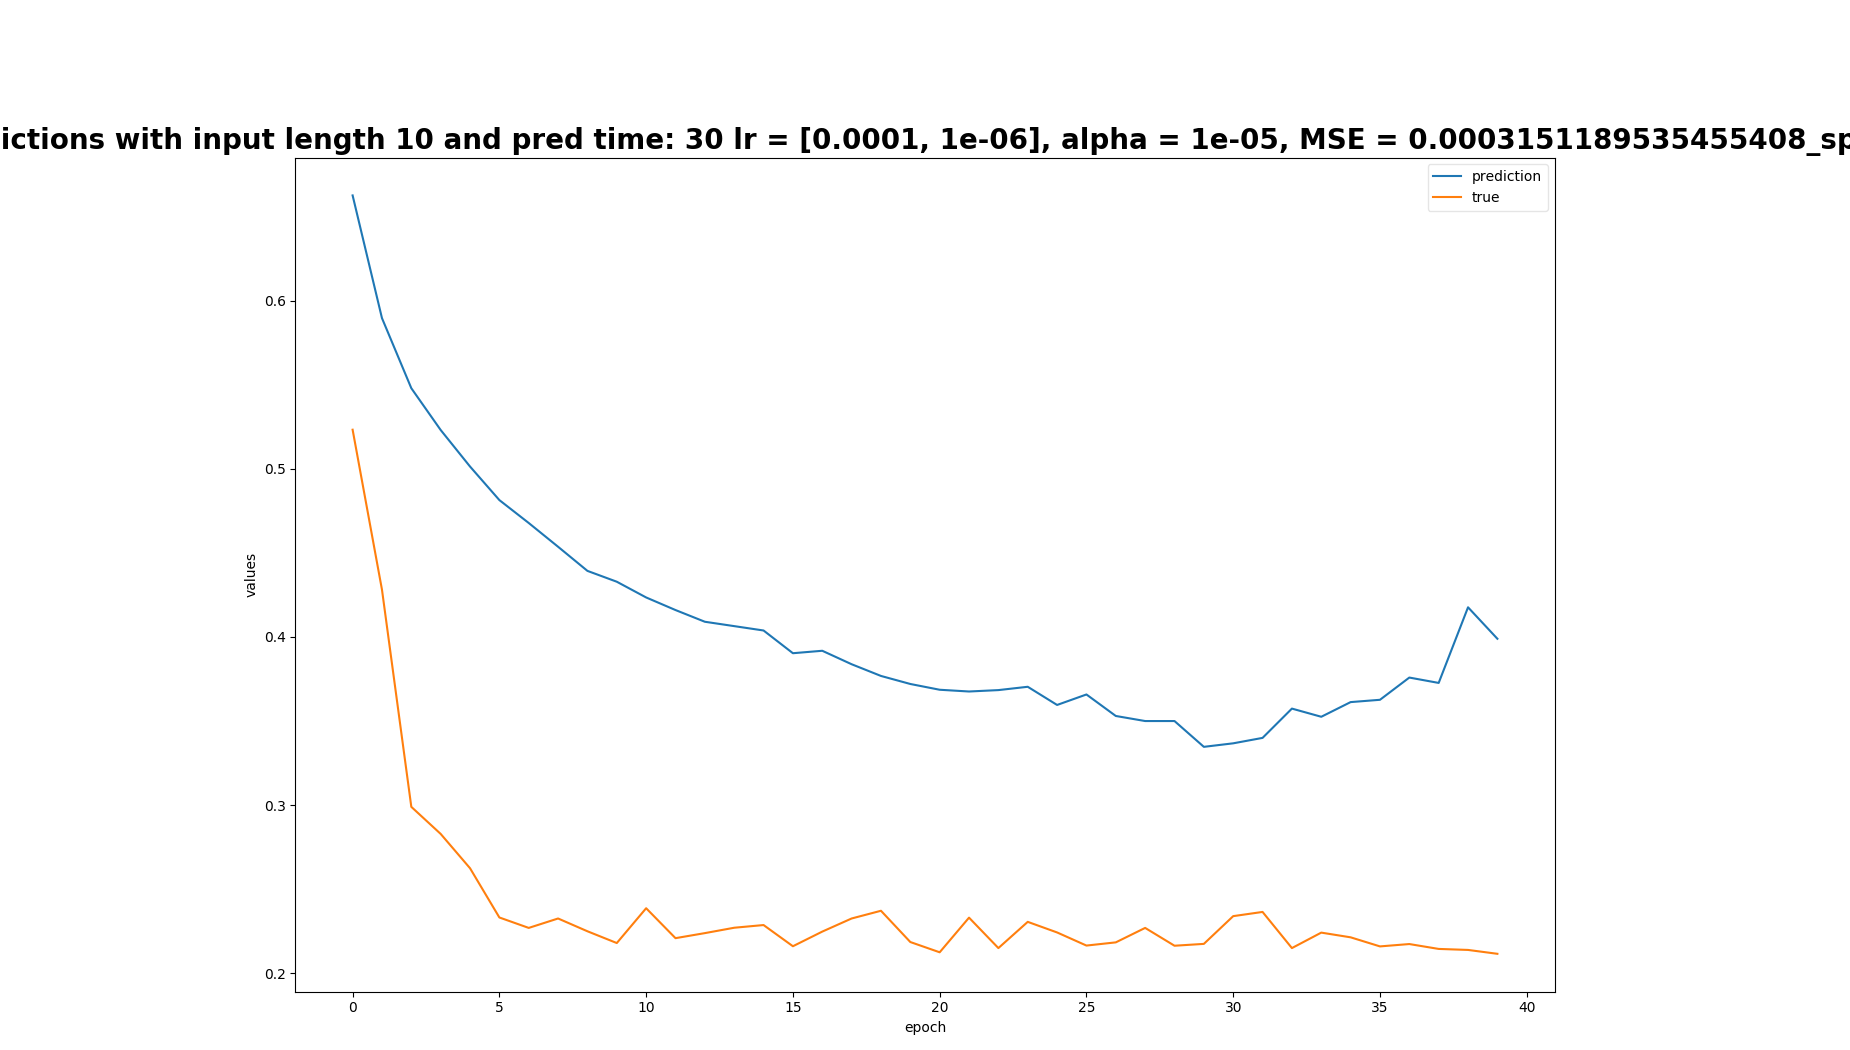 ictions with input length 10 and pred time: 30 lr = [0.0001, 1e-06], alpha = 1e-05, MSE = 0.0003151189535455408_sp
prediction
true
0.6
0.5
0.4
0.3
0.2
values
0 5 10 15 20 25 30 35 40
epoch